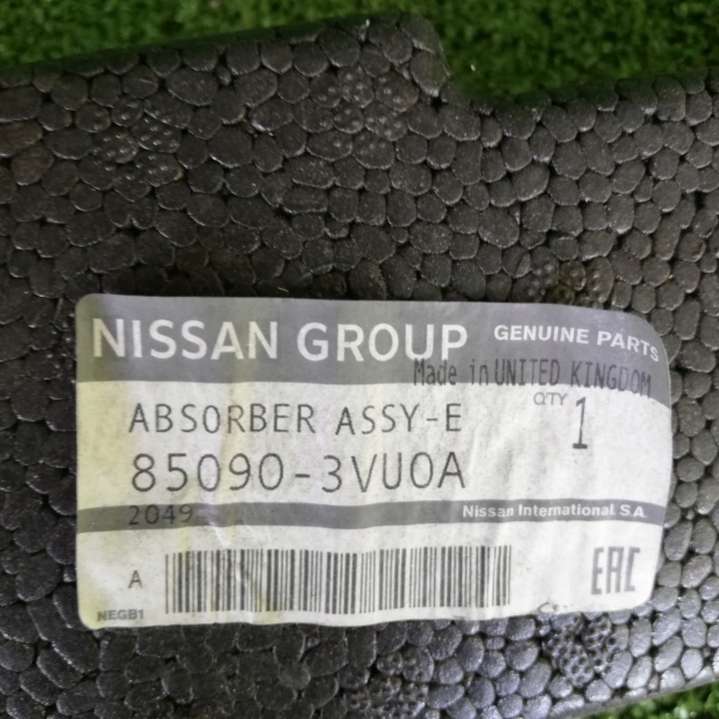 NISSAN GROUP GENUINE PARTS
Made in UNITED KINGDOM
ABSORBER ASSY-E QTY 1
85090-3VU0A
2049 Nissan International. S.A.
A EAC
NEGB1